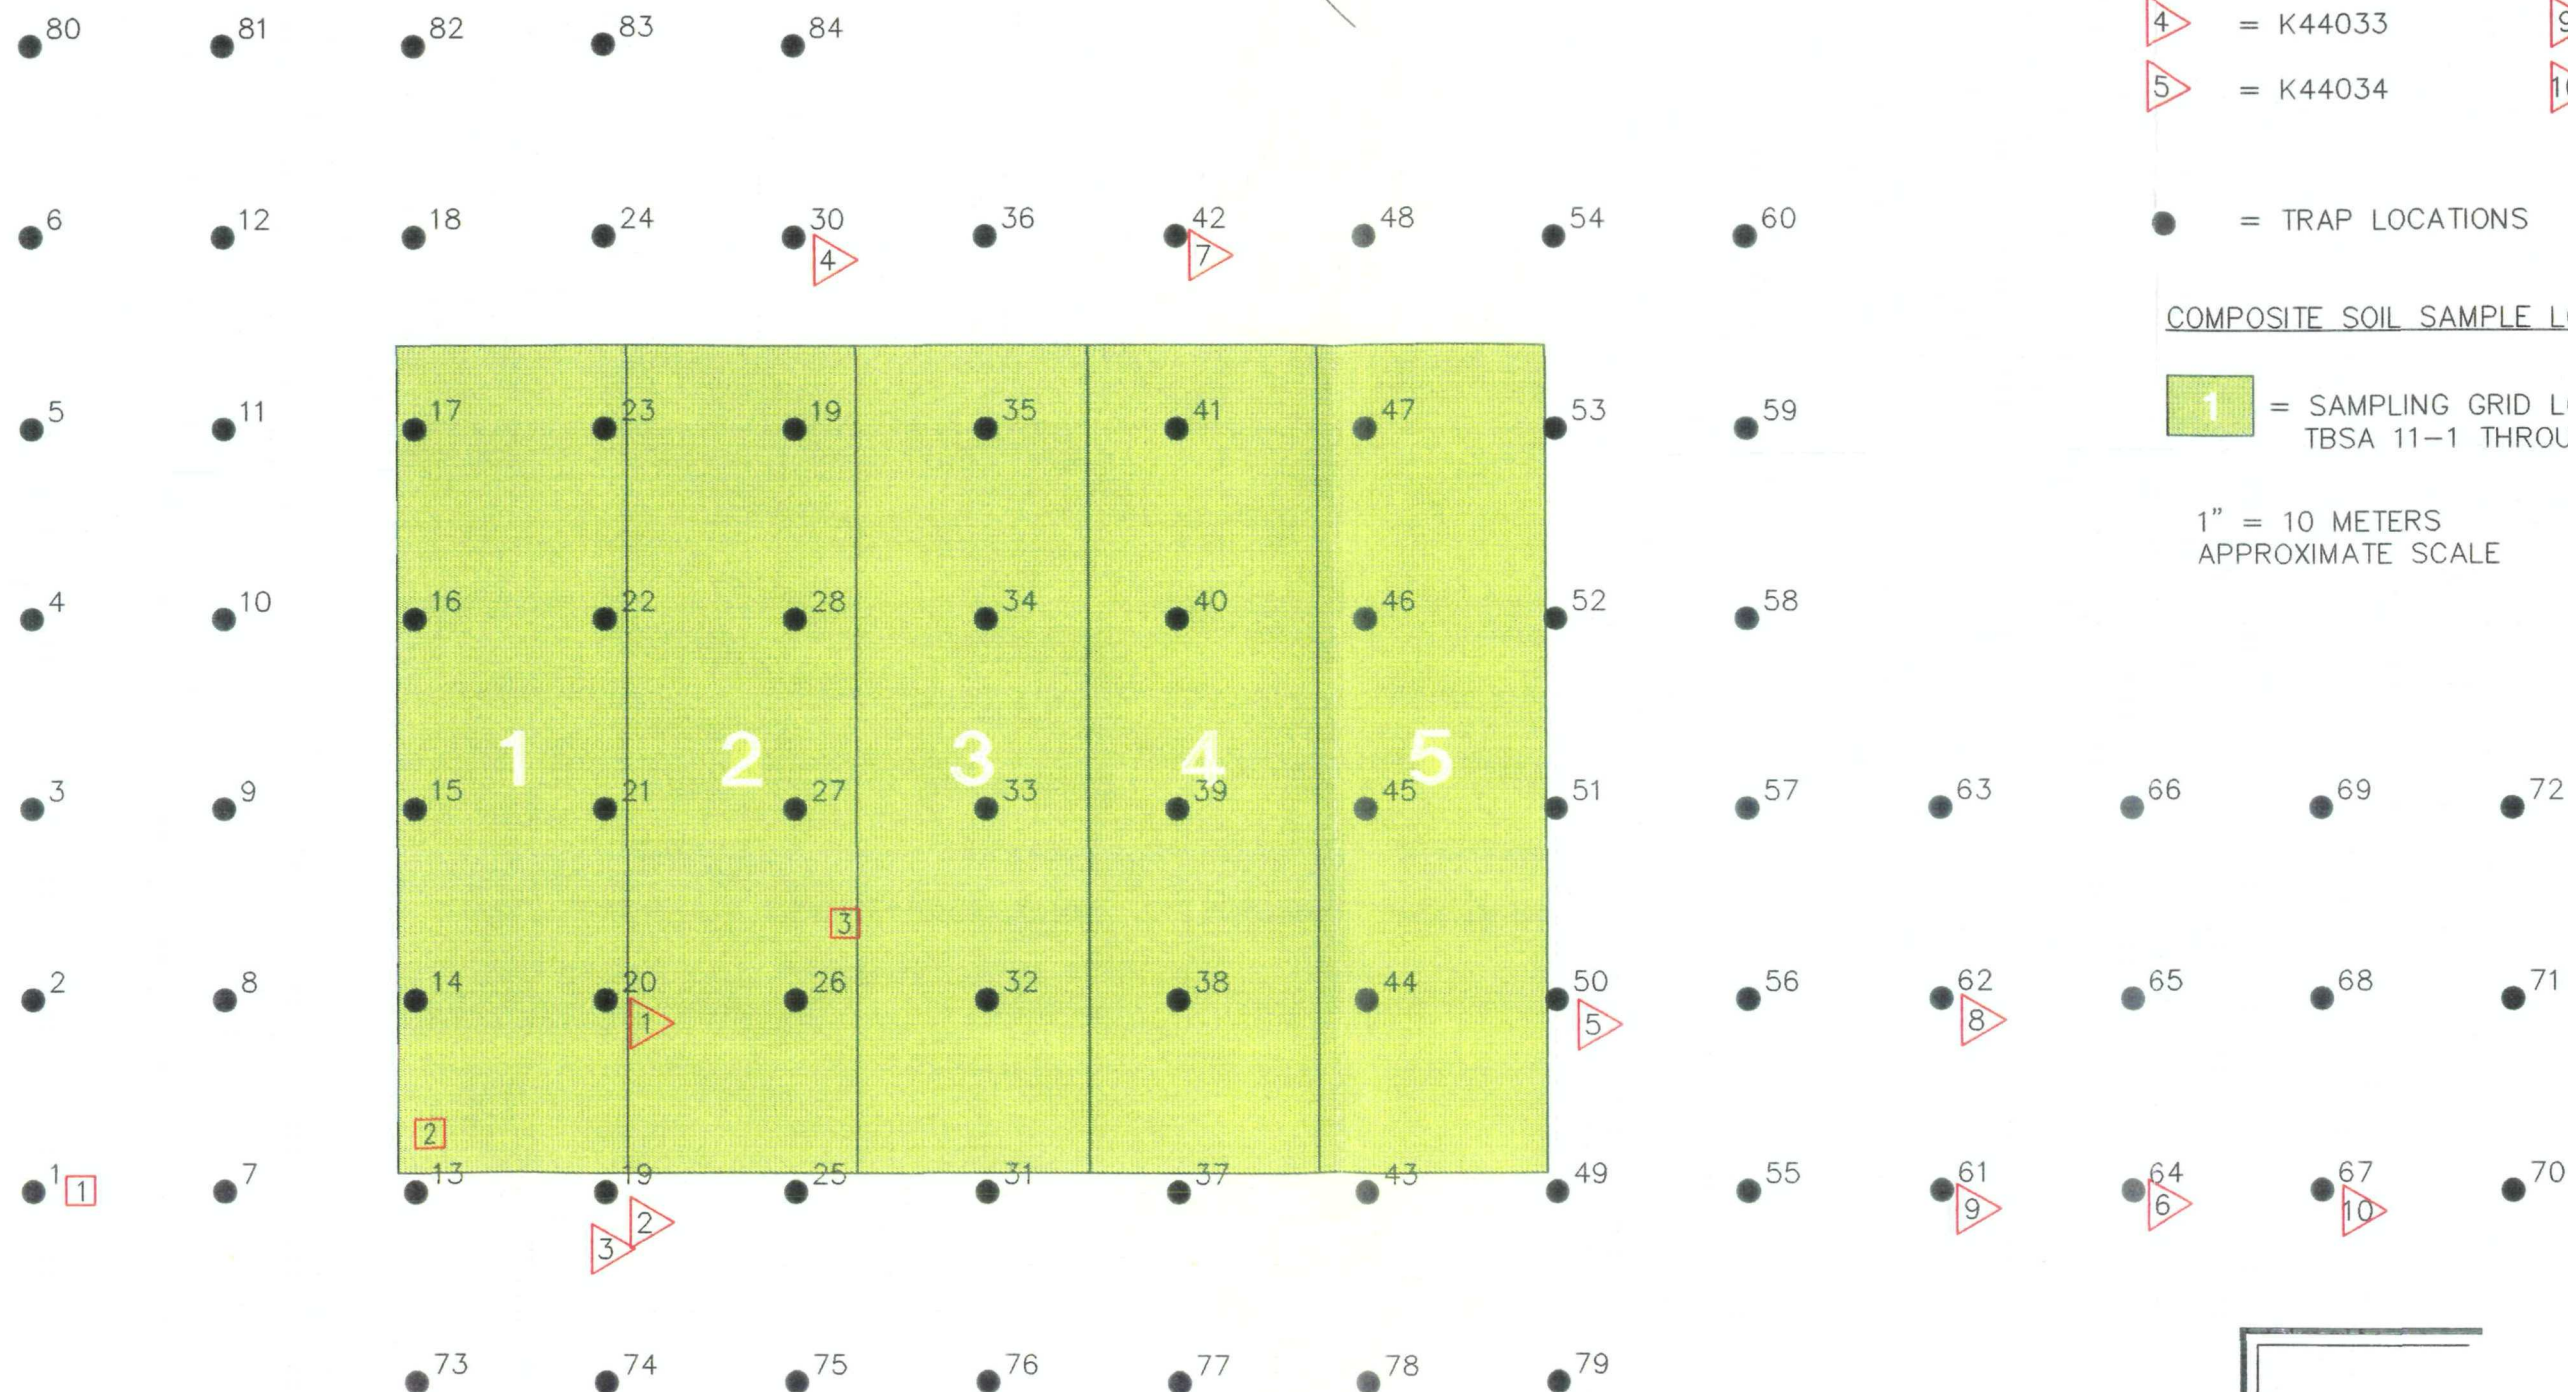 80 81 82 83 84
4 = K44033 9
5 = K44034
6 12 18 24 30 36 42 48 54 60
4 7
= TRAP LOCATIONS
COMPOSITE SOIL SAMPLE
17 23 19 35 41 47
5 11 53 59
1 = SAMPLING GRID
TBSA 11-1
1" = 10 METERS
APPROXIMATE SCALE
4 10 16 22 28 34 40 46 52 58
1 2 3 4 5
3 9 15 21 27 33 39 45 51 57 63 66 69 72
3
2 8 14 20 26 32 38 44 50 56 62 65 68 71
1 5 8
2
1 1 7 13 19 25 31 37 43 49 55 61 64 67 70
2 9 6 10
3
73 74 75 76 77 78 79